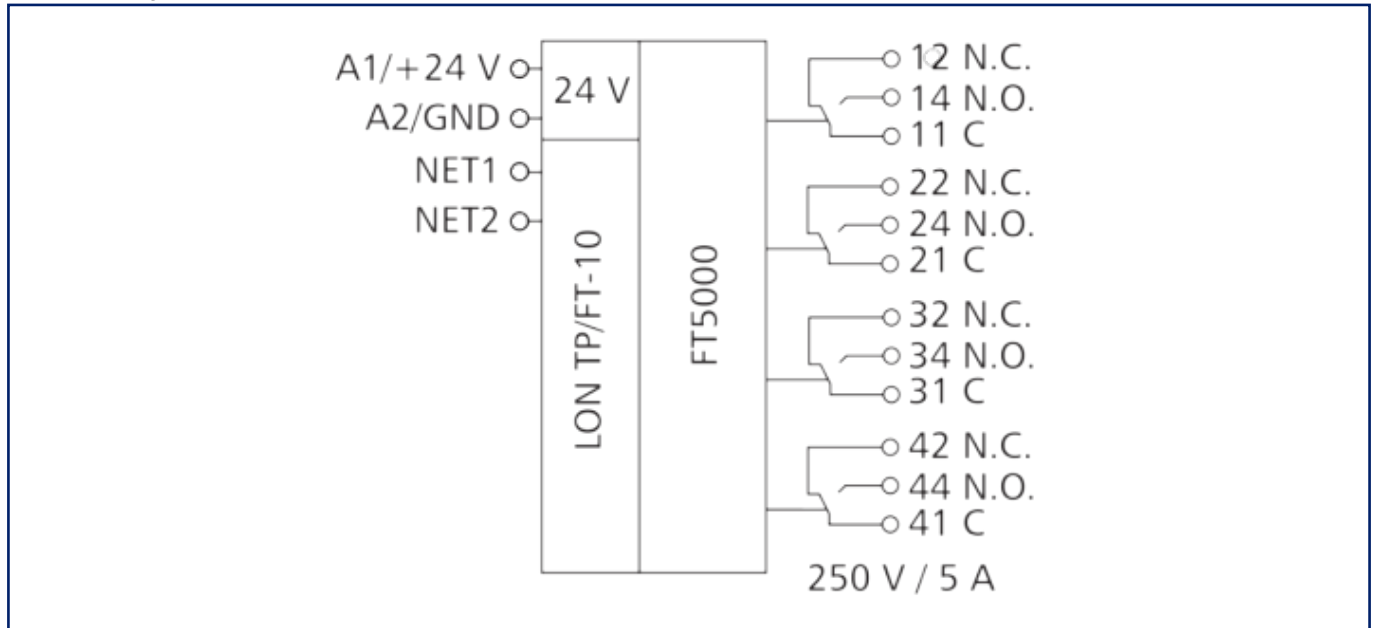 A1/+24 V
A2/GND
NET1
NET2
24 V
LON TP/FT-10
FT5000
12 N.C.
14 N.O.
11 C
22 N.C.
24 N.O.
21 C
32 N.C.
34 N.O.
31 C
42 N.C.
44 N.O.
41 C
250 V / 5 A